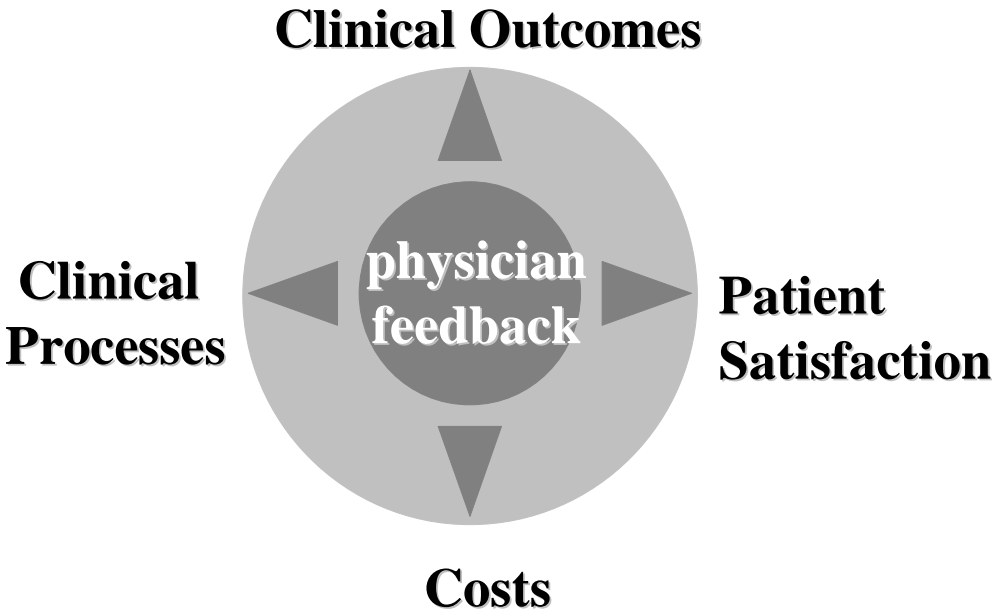 Clinical Outcomes
Clinical
Processes
physician
feedback
Patient
Satisfaction
Costs